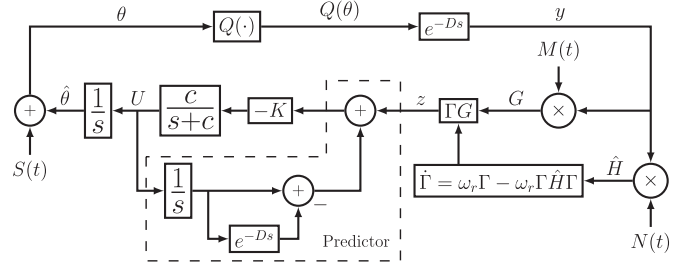 θ
Q(·)
Q(θ)
e^{-Ds}
y
M(t)
+
θ̂
1/s
U
c/(s+c)
-K
+
z
ΓG
G
×
S(t)
1/s
+
−
e^{-Ds}
Predictor
Γ̇ = ω_rΓ − ω_rΓĤΓ
Ĥ
×
N(t)